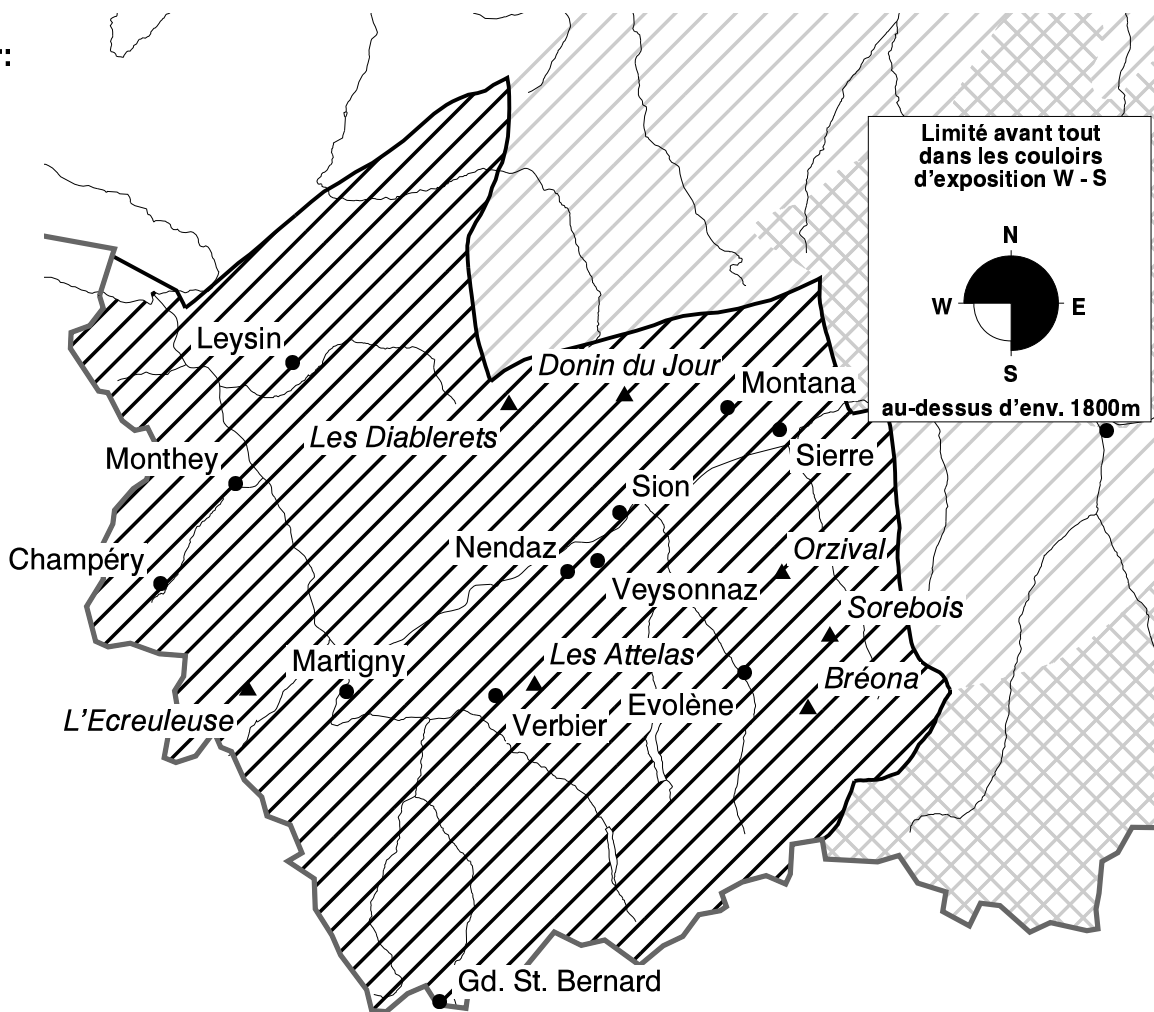 :
Limité avant tout
dans les couloirs
d'exposition W - S
N
W
E
S
au-dessus d'env. 1800m
Leysin
Donin du Jour
Montana
Les Diablerets
Sierre
Monthey
Sion
Nendaz
Orzival
Champéry
Veysonnaz
Sorebois
Les Attelas
Martigny
Bréona
Evolène
L'Ecreuleuse
Verbier
Gd. St. Bernard